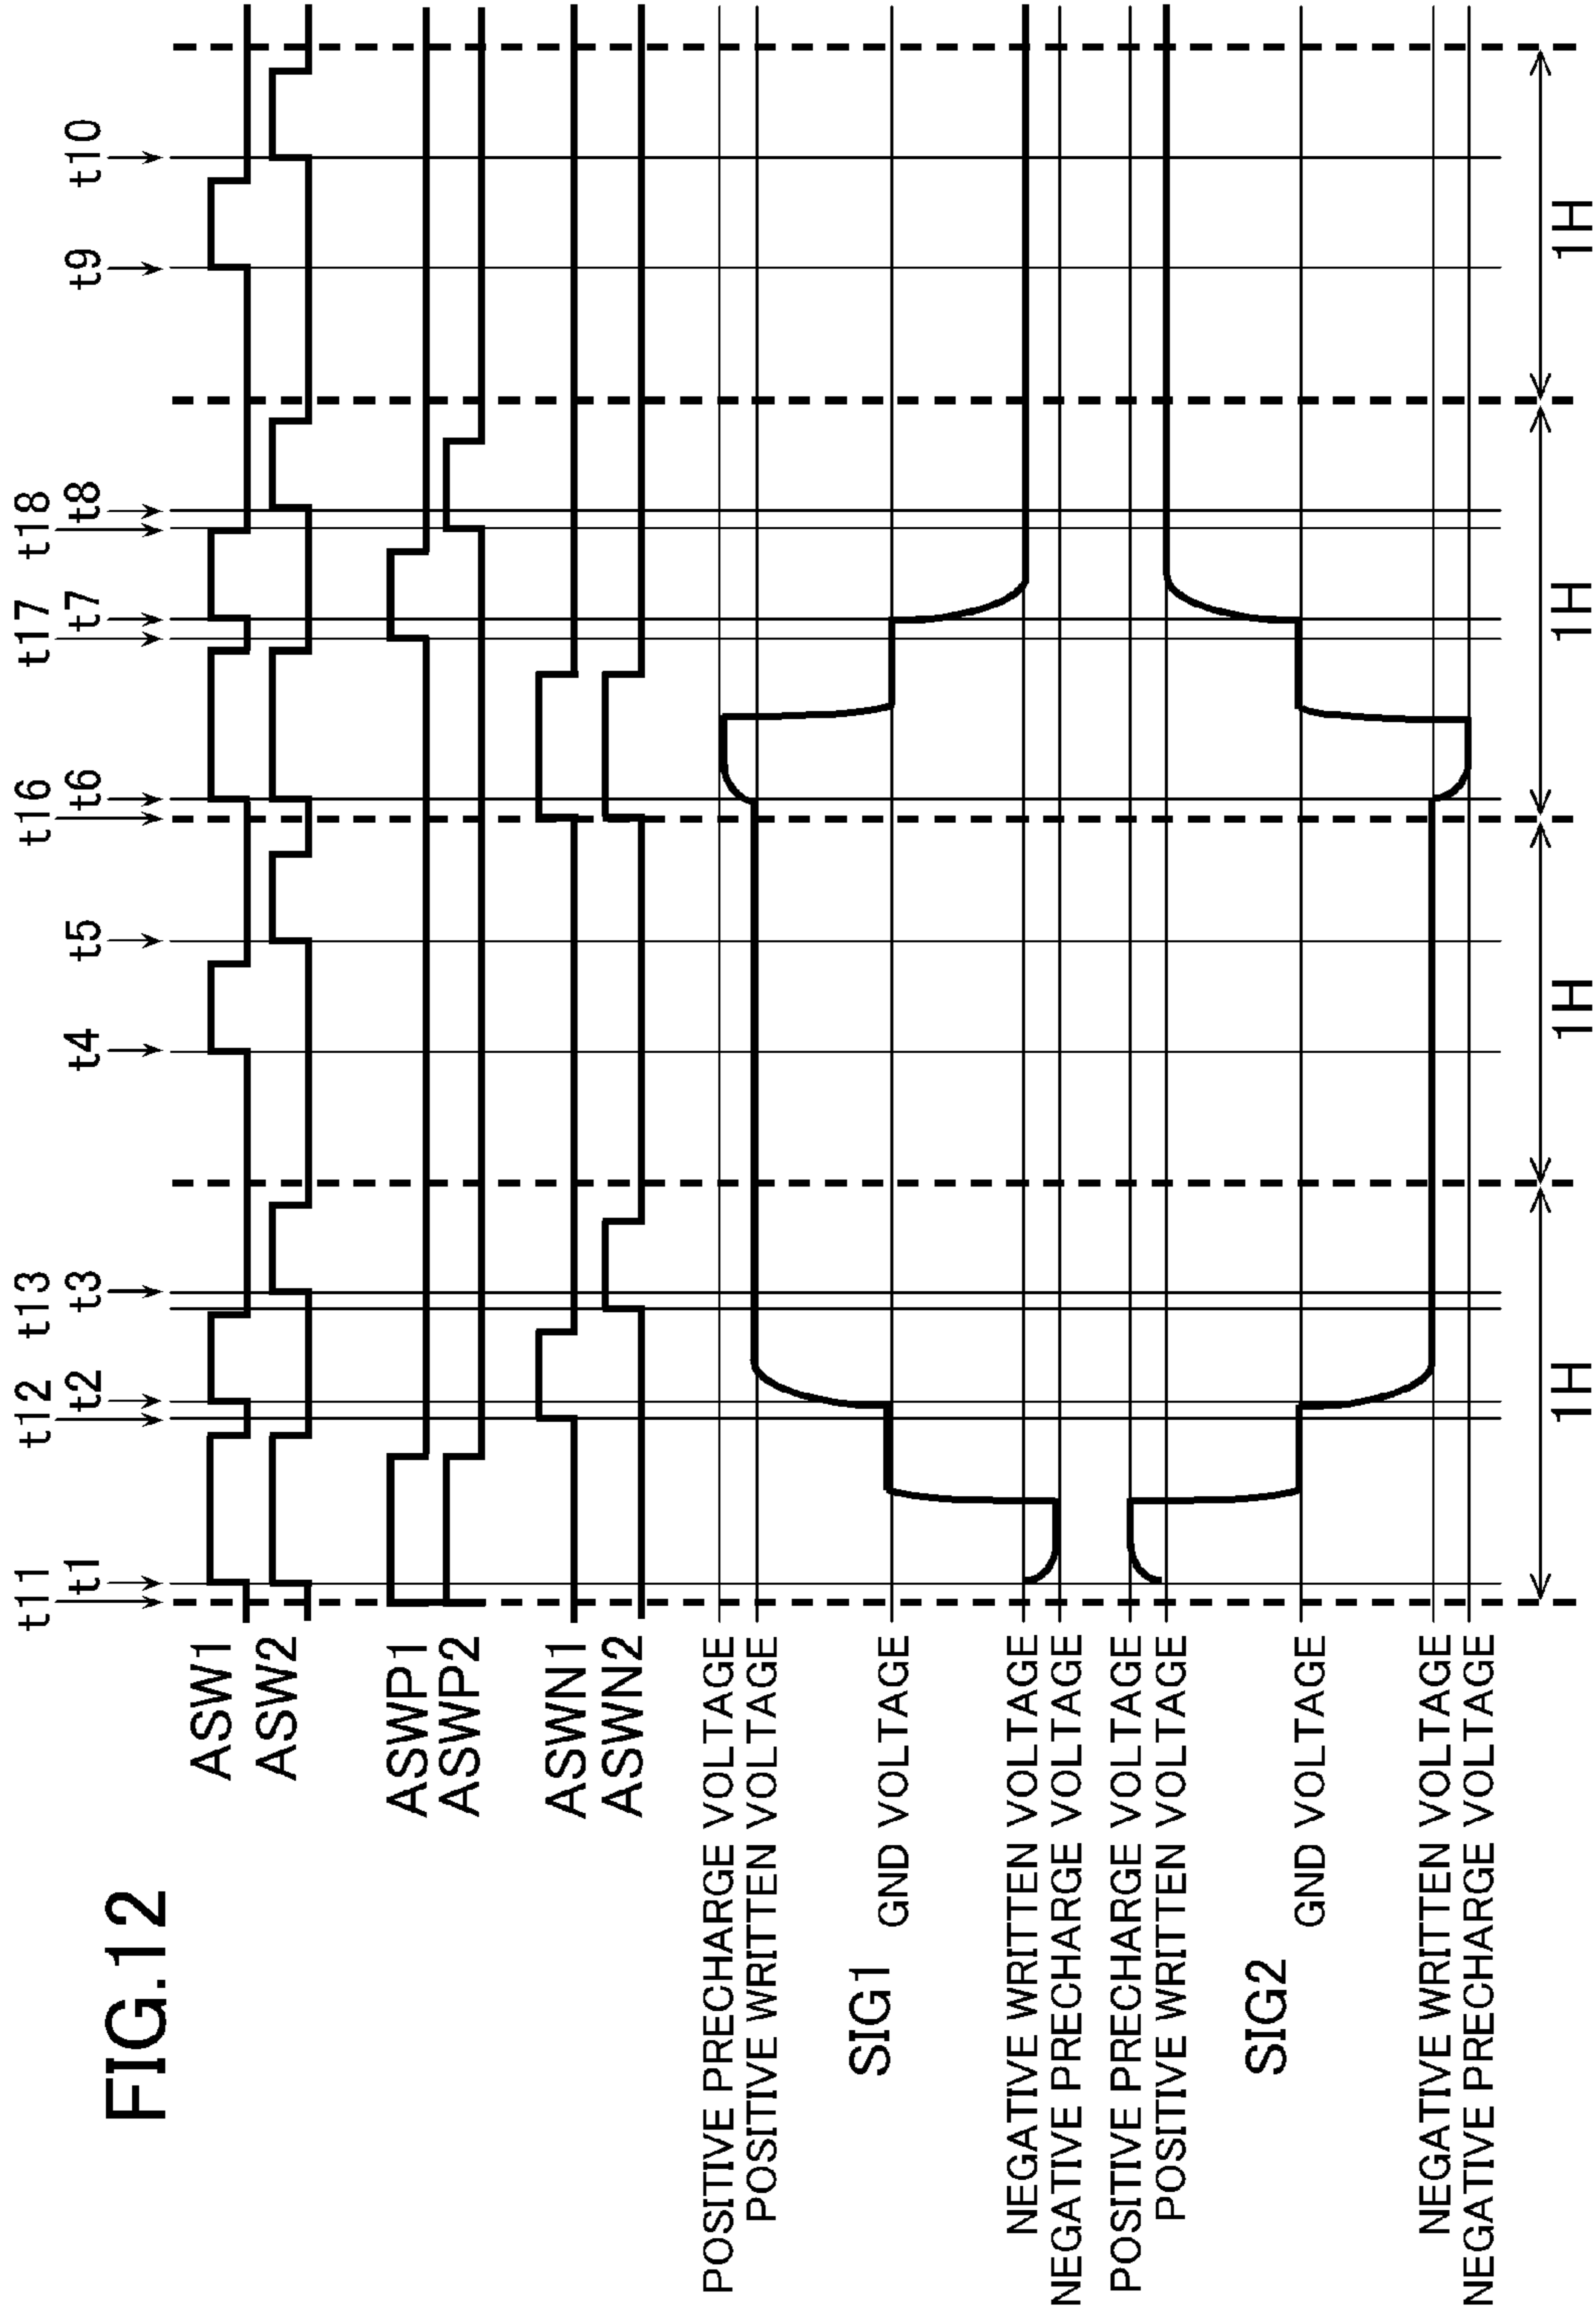 FIG.12
t11 t12 t13 t16 t17 t18
t1 t2 t3 t4 t5 t6 t7 t8 t9 t10
ASW1
ASW2
ASWP1
ASWP2
ASWN1
ASWN2
POSITIVE PRECHARGE VOLTAGE
POSITIVE WRITTEN VOLTAGE
SIG1
GND VOLTAGE
NEGATIVE WRITTEN VOLTAGE
NEGATIVE PRECHARGE VOLTAGE
POSITIVE PRECHARGE VOLTAGE
POSITIVE WRITTEN VOLTAGE
SIG2
GND VOLTAGE
NEGATIVE WRITTEN VOLTAGE
NEGATIVE PRECHARGE VOLTAGE
1H 1H 1H 1H